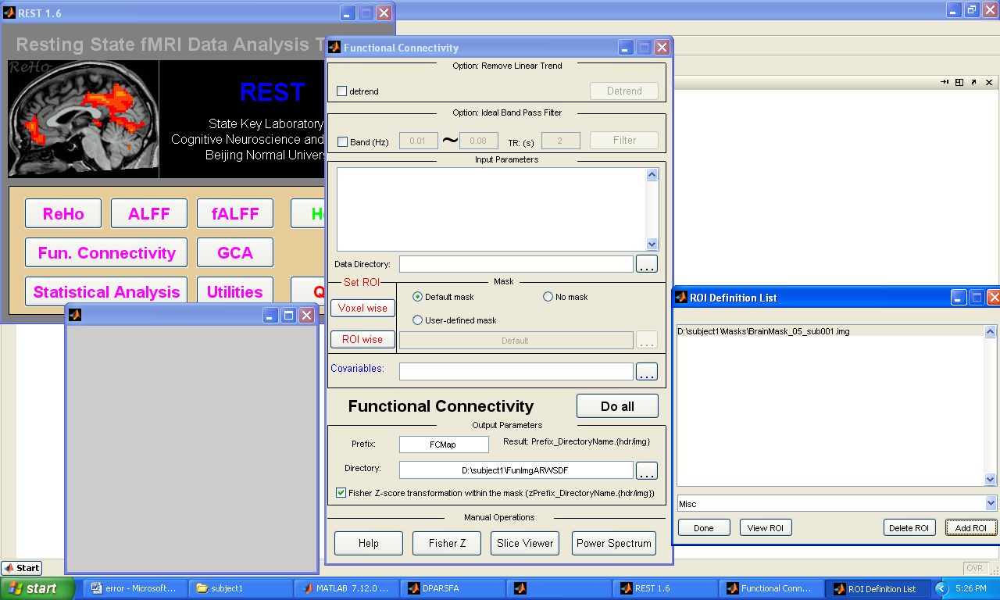 REST 1.6
Resting State fMRI Data Analysis T
ReHo
REST
State Key Laboratory
Cognitive Neuroscience and
Beijing Normal Univers
ReHo
ALFF
fALFF
Fun. Connectivity
GCA
Statistical Analysis
Utilities
Functional Connectivity
Option: Remove Linear Trend
detrend
Detrend
Option: Ideal Band Pass Filter
Band (Hz)
0.01
~
0.08
TR: (s)
2
Filter
Input Parameters
Data Directory:
...
Set ROI
Mask
Voxel wise
Default mask
No mask
User-defined mask
ROI wise
Default
...
Covariables:
...
Functional Connectivity
Do all
Output Parameters
Prefix:
FCMap
Result: Prefix_DirectoryName.{hdr/img}
Directory:
D:\subject1\FunImgARWSDF
...
Fisher Z-score transformation within the mask (zPrefix_DirectoryName.{hdr/img})
Manual Operations
Help
Fisher Z
Slice Viewer
Power Spectrum
ROI Definition List
D:\subject1\Masks\BrainMask_05_sub001.img
Misc
Done
View ROI
Delete ROI
Add ROI
Start
OVR
start
error - Microsoft...
subject1
MATLAB 7.12.0 ...
DPARSFA
REST 1.6
Functional Conn...
ROI Definition List
5:26 PM